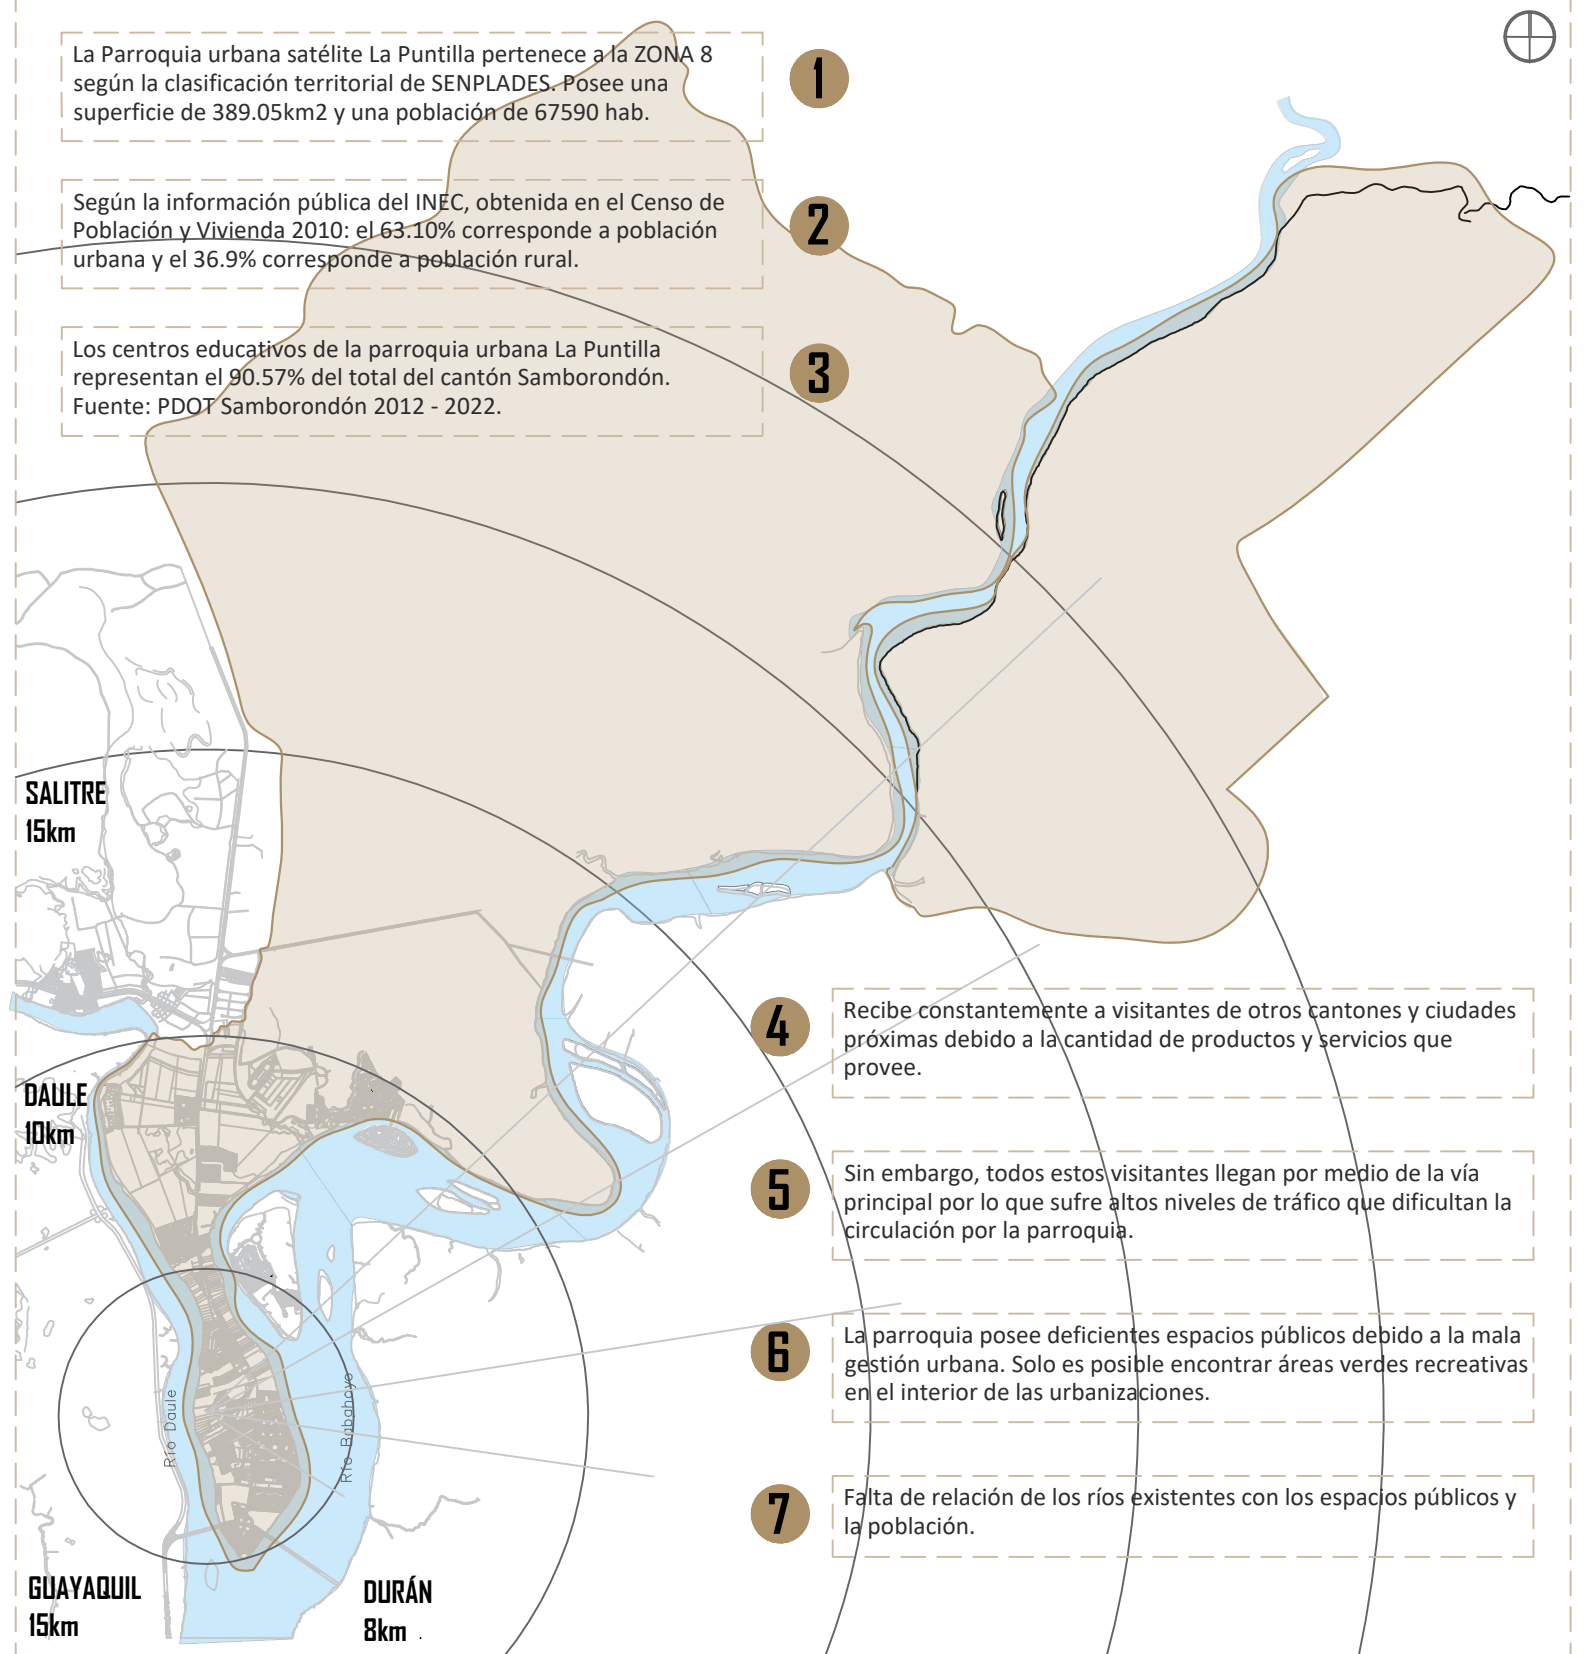 La Parroquia urbana satélite La Puntilla pertenece a la ZONA 8
según la clasificación territorial de SENPLADES. Posee una
superficie de 389.05km2 y una población de 67590 hab.
1
Según la información pública del INEC, obtenida en el Censo de
Población y Vivienda 2010: el 63.10% corresponde a población
urbana y el 36.9% corresponde a población rural.
2
Los centros educativos de la parroquia urbana La Puntilla
representan el 90.57% del total del cantón Samborondón.
Fuente: PDOT Samborondón 2012 - 2022.
3
SALITRE
15km
DAULE
10km
4
Recibe constantemente a visitantes de otros cantones y ciudades
próximas debido a la cantidad de productos y servicios que
provee.
5
Sin embargo, todos estos visitantes llegan por medio de la vía
principal por lo que sufre altos niveles de tráfico que dificultan la
circulación por la parroquia.
6
La parroquia posee deficientes espacios públicos debido a la mala
gestión urbana. Solo es posible encontrar áreas verdes recreativas
en el interior de las urbanizaciones.
Río Daule
Río Babahoyo
7
Falta de relación de los ríos existentes con los espacios públicos y
la población.
GUAYAQUIL
15km
DURÁN
8km